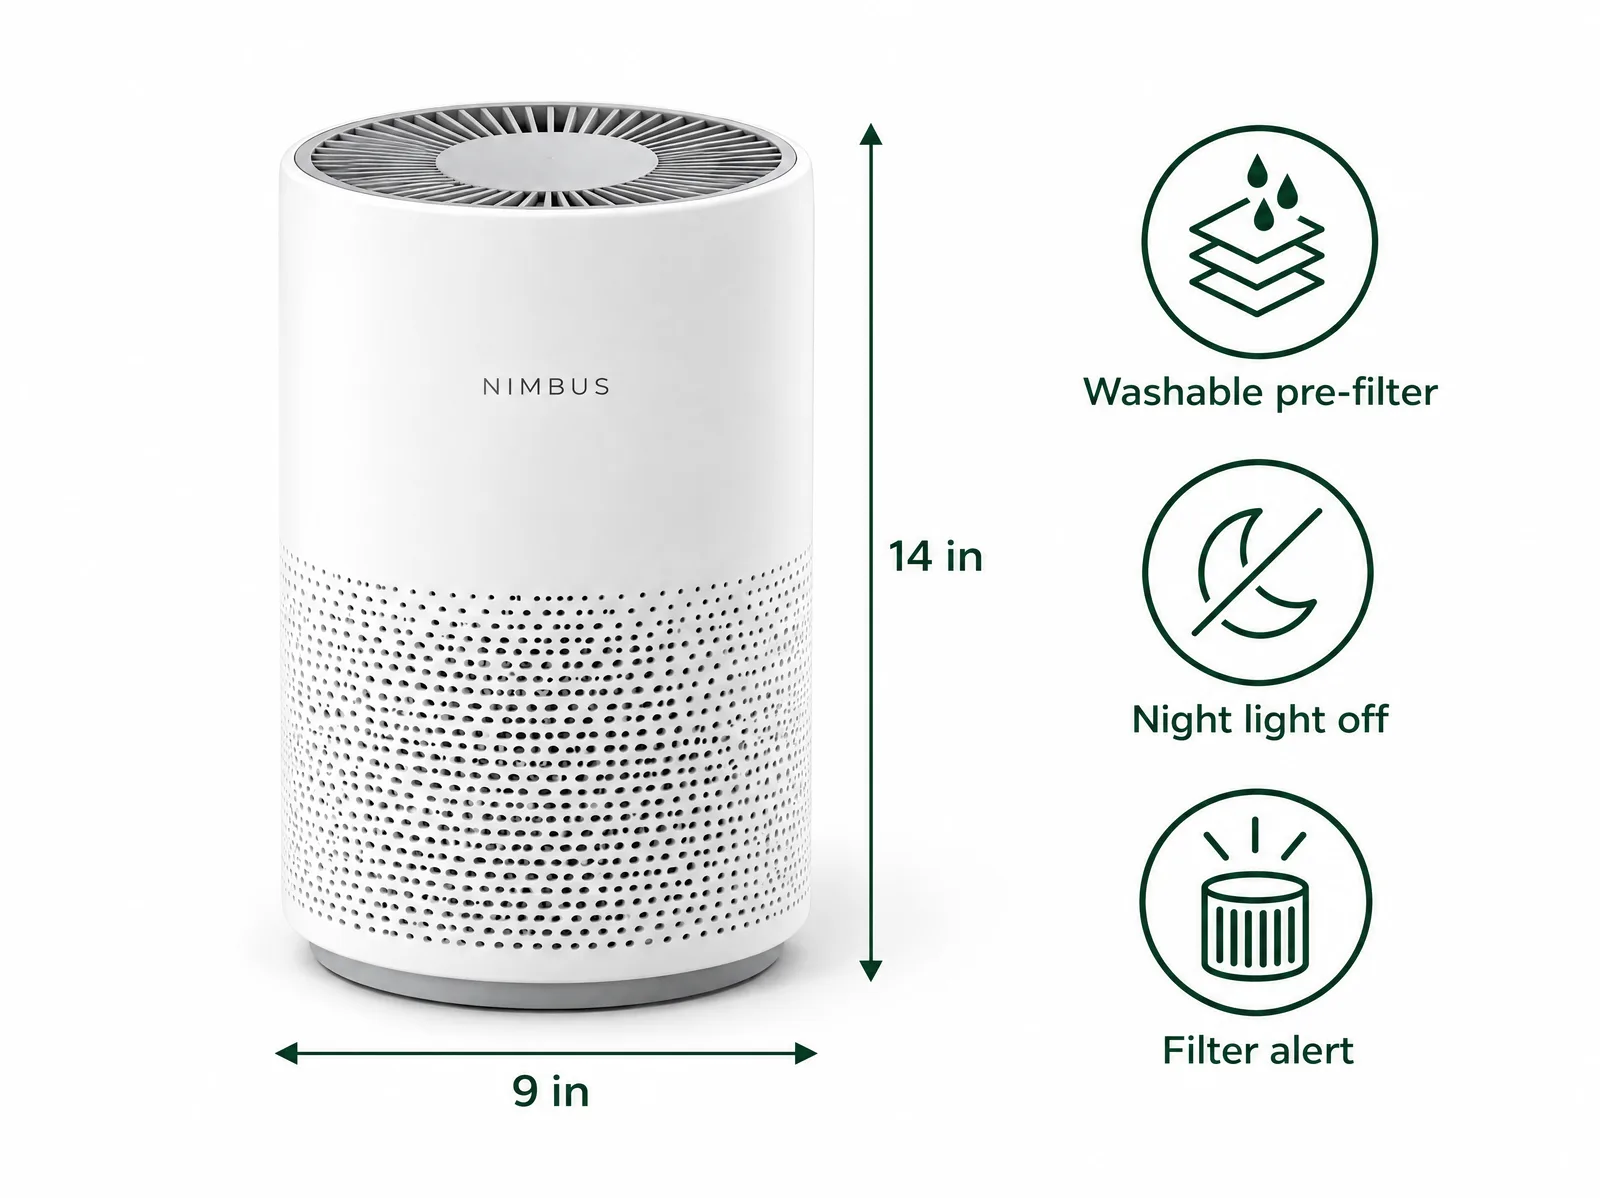 NIMBUS
14 in
9 in
Washable pre-filter
Night light off
Filter alert